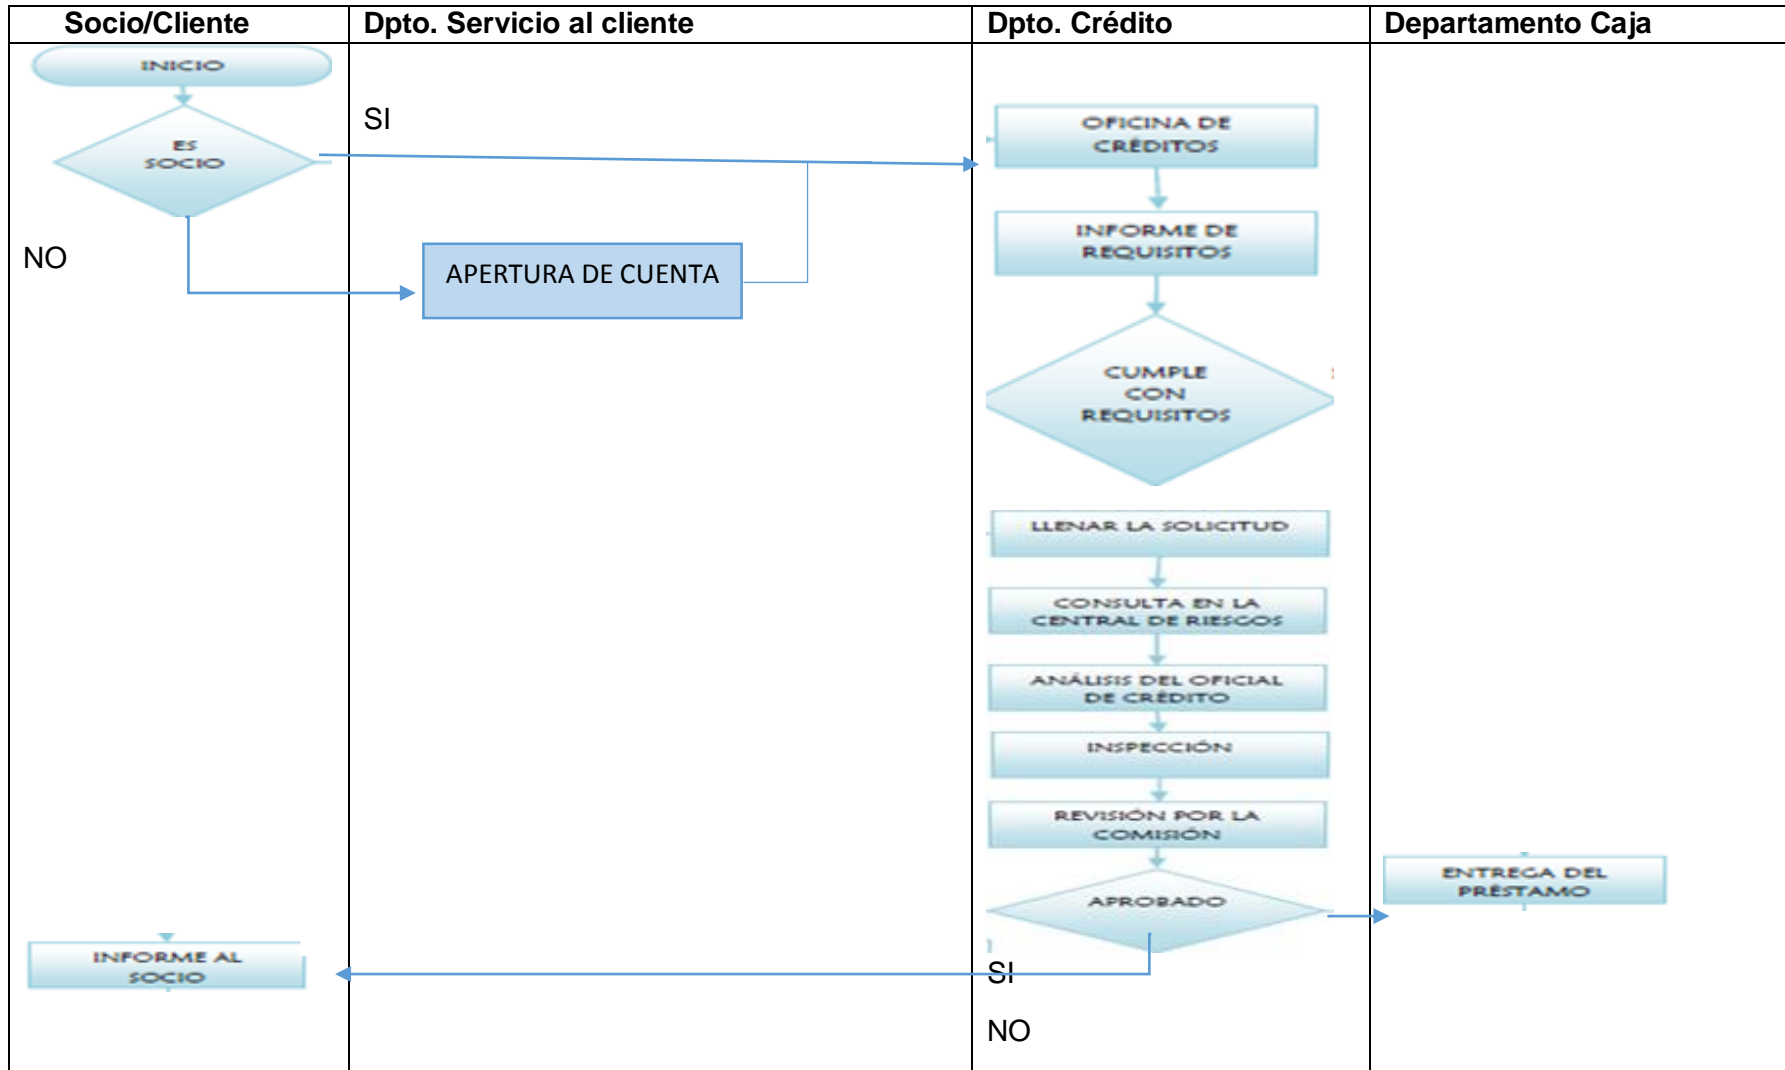 Socio/Cliente
Dpto. Servicio al cliente
Dpto. Crédito
Departamento Caja
INICIO
ES
SOCIO
SI
NO
APERTURA DE CUENTA
OFICINA DE
CRÉDITOS
INFORME DE
REQUISITOS
CUMPLE
CON
REQUISITOS
LLENAR LA SOLICITUD
CONSULTA EN LA
CENTRAL DE RIESGOS
ANÁLISIS DEL OFICIAL
DE CRÉDITO
INSPECCIÓN
REVISIÓN POR LA
COMISIÓN
APROBADO
ENTREGA DEL
PRÉSTAMO
INFORME AL
SOCIO
SI
NO